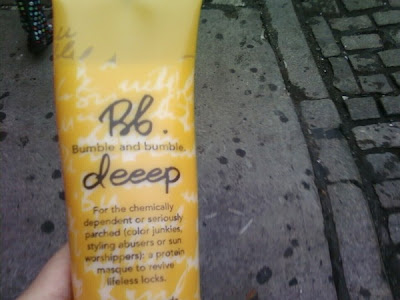 Bb.
Bumble and bumble.
deeep
For the chemically
dependent or seriously
parched (color junkies,
styling abusers or sun
worshippers): a protein
masque to revive
lifeless locks.